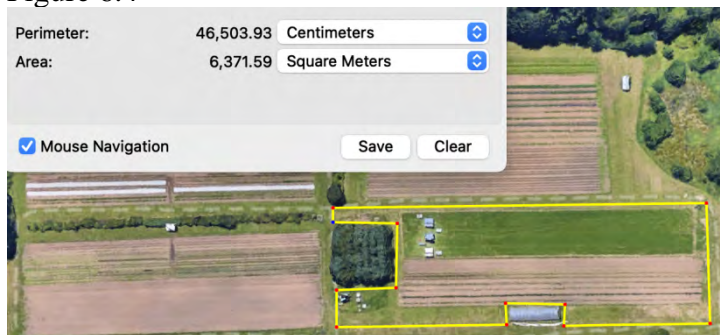 Perimeter: 46,503.93 Centimeters
Area: 6,371.59 Square Meters
Mouse Navigation Save Clear